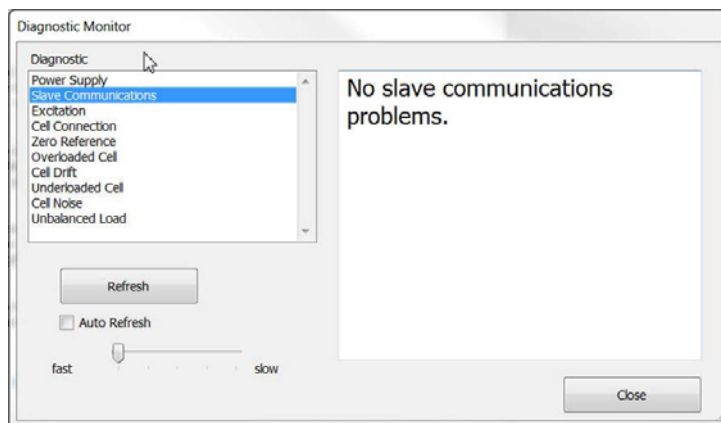 Diagnostic Monitor
Diagnostic
Power Supply
Slave Communications
Excitation
Cell Connection
Zero Reference
Overloaded Cell
Cell Drift
Underloaded Cell
Cell Noise
Unbalanced Load
No slave communications
problems.
Refresh
Auto Refresh
fast
slow
Close